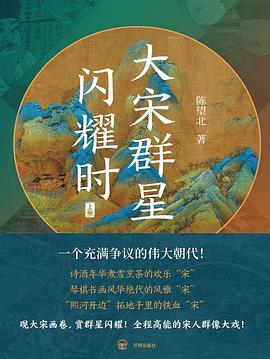 大宋群星
闪耀时
上册
陈望北 著
一个充满争议的伟大朝代！
诗酒年华煮雪烹茶的欢乐“宋”
琴棋书画风华绝代的风雅“宋”
“熙河开边”拓地千里的铁血“宋”
观大宋画卷，赏群星闪耀！全程高能的宋人群像大戏！
开明出版社